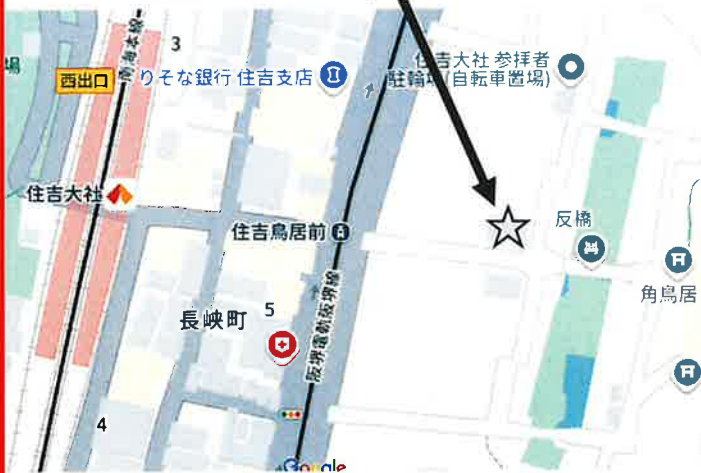 場
3
西出口
南海本線
りそな銀行 住吉支店
住吉大社 参拝者
駐輪場(自転車置場)
住吉大社
住吉鳥居前
反橋
角鳥居
長峡町
5
阪堺電軌阪堺線
4
Google